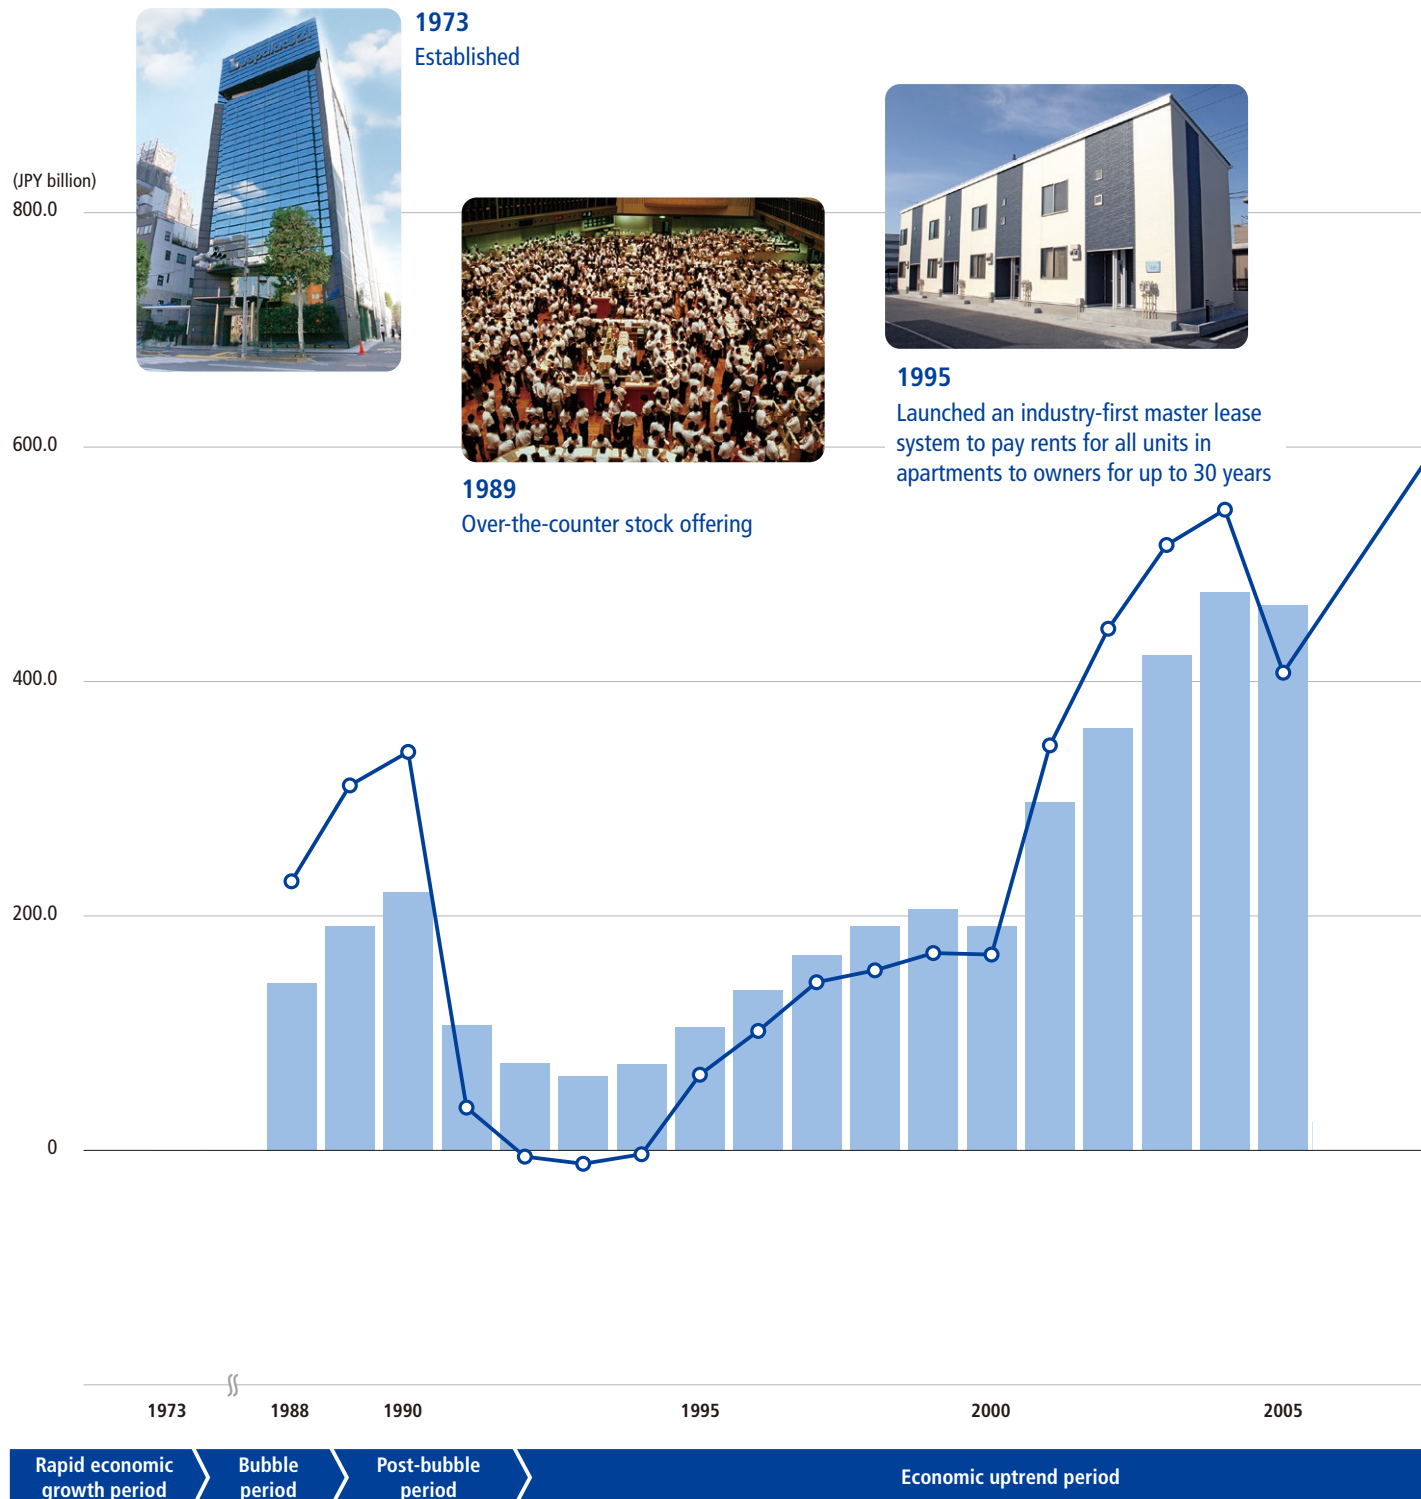 1973
Established
(JPY billion)
800.0
600.0
400.0
200.0
0
1989
Over-the-counter stock offering
1995
Launched an industry-first master lease
system to pay rents for all units in
apartments to owners for up to 30 years
1973
1988
1990
1995
2000
2005
Rapid economic
growth period
Bubble
period
Post-bubble
period
Economic uptrend period